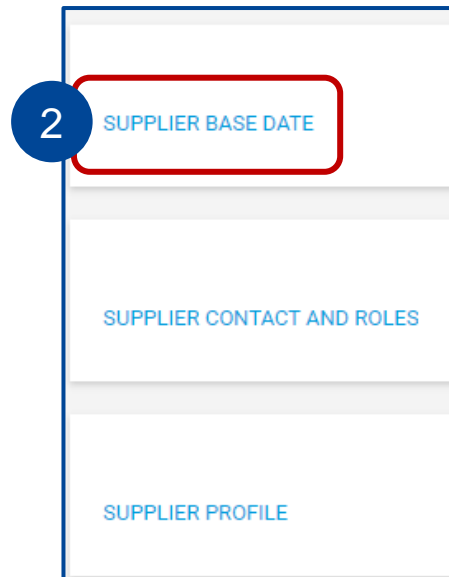 2
SUPPLIER BASE DATE
SUPPLIER CONTACT AND ROLES
SUPPLIER PROFILE